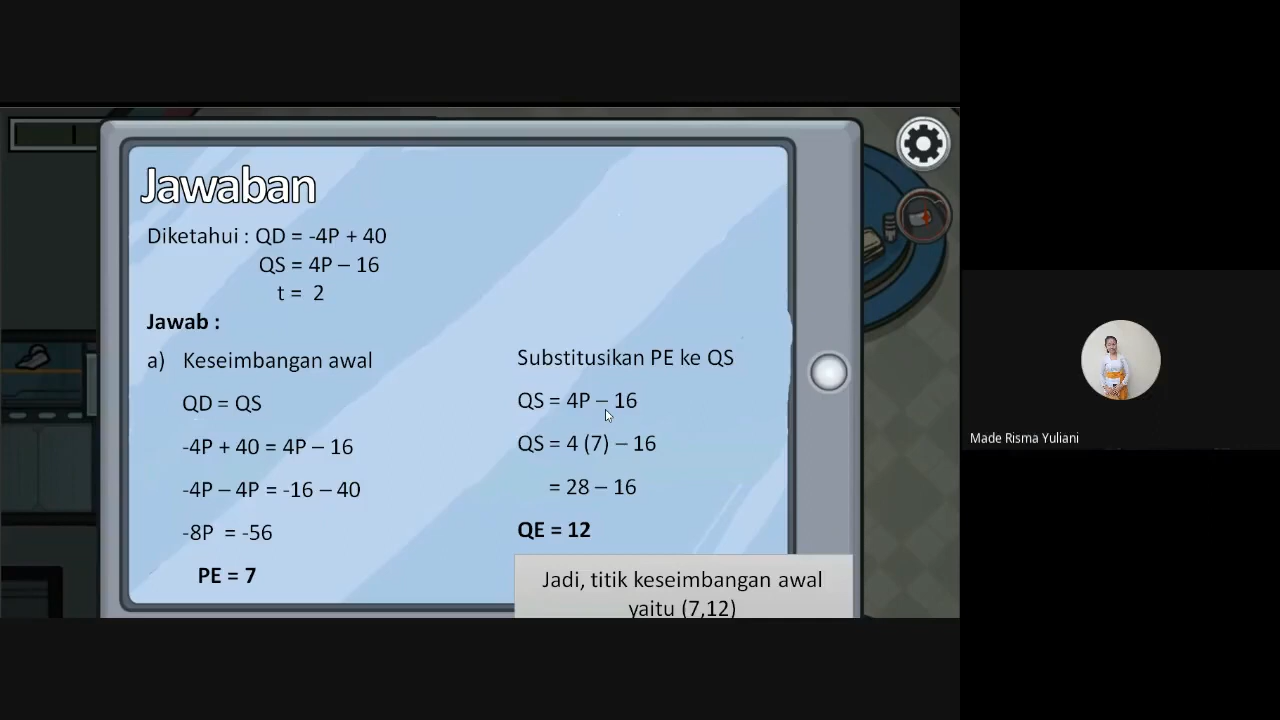 Jawaban
Diketahui : QD = -4P + 40
QS = 4P – 16
t = 2
Jawab :
a) Keseimbangan awal
QD = QS
-4P + 40 = 4P – 16
-4P – 4P = -16 – 40
-8P = -56
PE = 7
Substitusikan PE ke QS
QS = 4P – 16
QS = 4 (7) – 16
= 28 – 16
QE = 12
Jadi, titik keseimbangan awal
yaitu (7,12)
Made Risma Yuliani